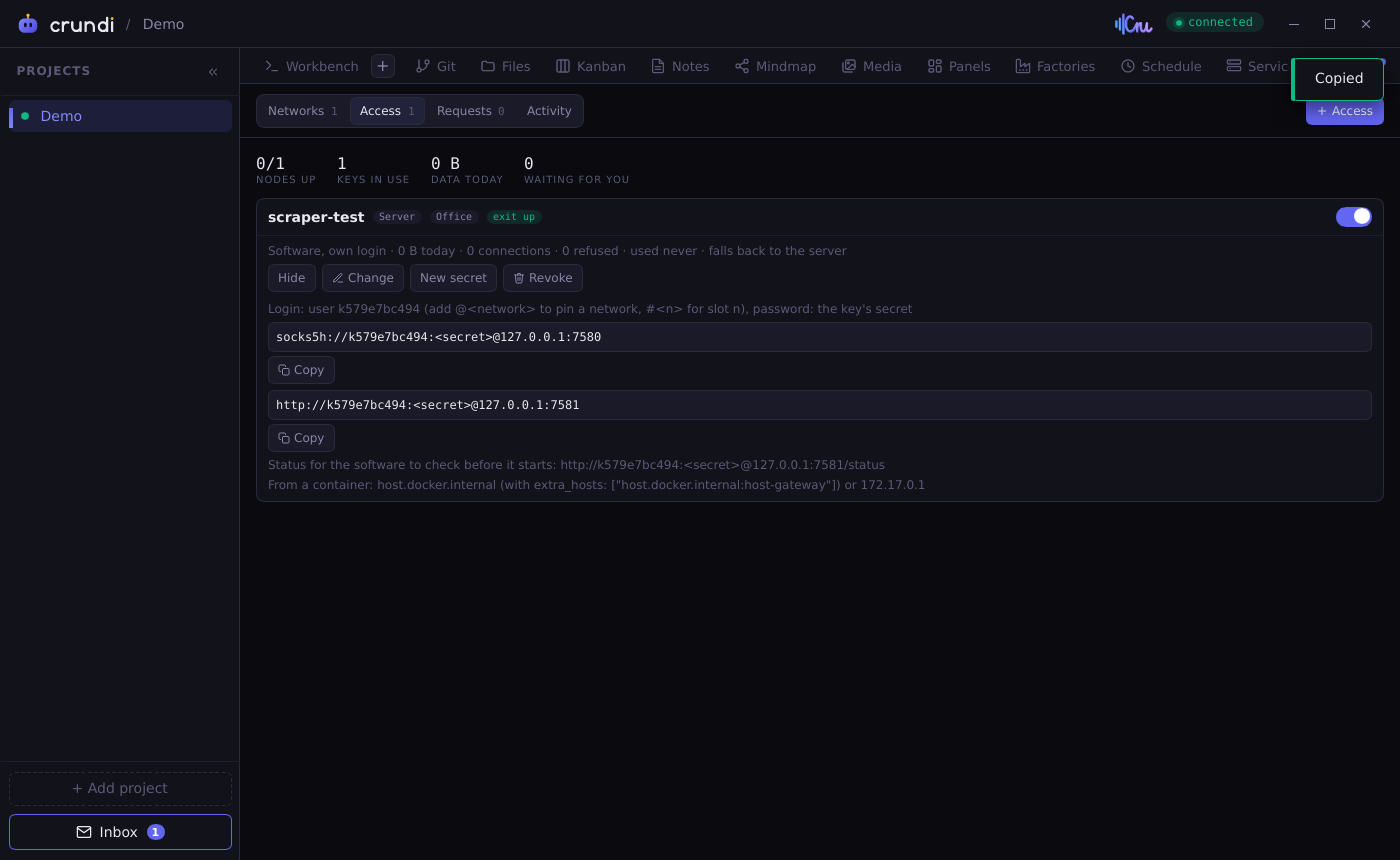 crundi / Demo
Cru
connected
PROJECTS «
Workbench + Git Files Kanban Notes Mindmap Media Panels Factories Schedule
Copied
Demo
Networks 1 Access 1 Requests 0 Activity
+ Access
0/1 1 0 B 0
NODES UP KEYS IN USE DATA TODAY WAITING FOR YOU
scraper-test Server Office exit up
Software, own login · 0 B today · 0 connections · 0 refused · used never · falls back to the server
Hide Change New secret Revoke
Login: user k579e7bc494 (add @<network> to pin a network, #<n> for slot n), password: the key's secret
socks5h://k579e7bc494:<secret>@127.0.0.1:7580
Copy
http://k579e7bc494:<secret>@127.0.0.1:7581
Copy
Status for the software to check before it starts: http://k579e7bc494:<secret>@127.0.0.1:7581/status
From a container: host.docker.internal (with extra_hosts: ["host.docker.internal:host-gateway"]) or 172.17.0.1
+ Add project
Inbox 1